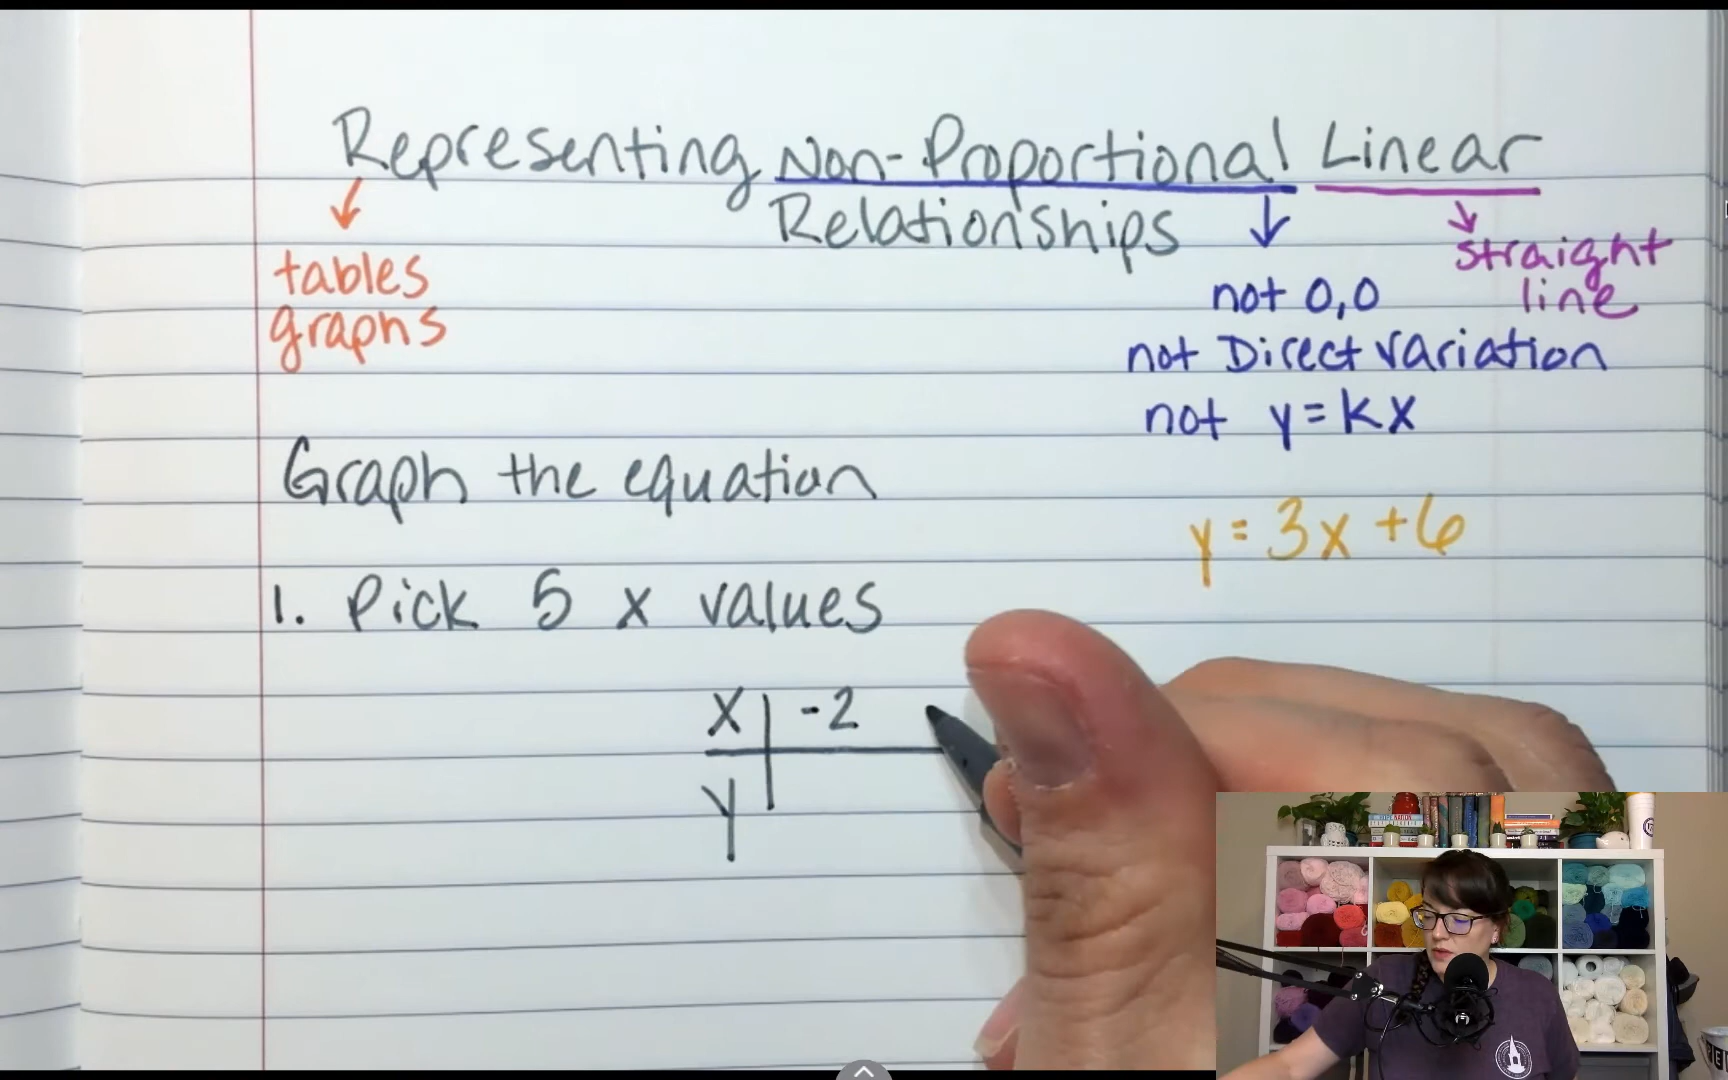 Representing Non-Proportional Linear
Relationships
tables
graphs
not 0,0
not Direct variation
not y = kx
straight
line
Graph the equation
y = 3x + 6
1. Pick 5 x values
x -2
y